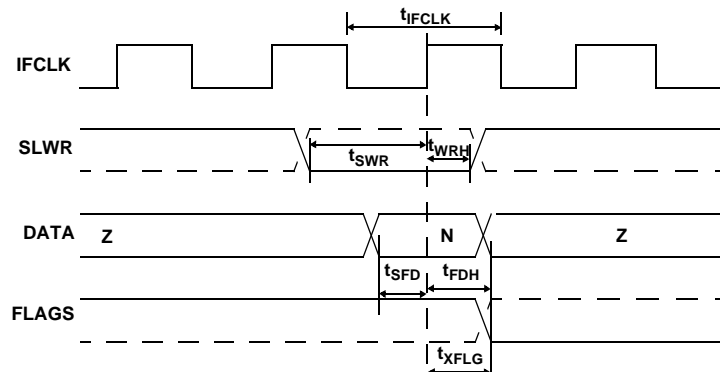 tIFCLK
IFCLK
SLWR
tSWR
tWRH
DATA
Z
N
Z
tSFD
tFDH
FLAGS
tXFLG